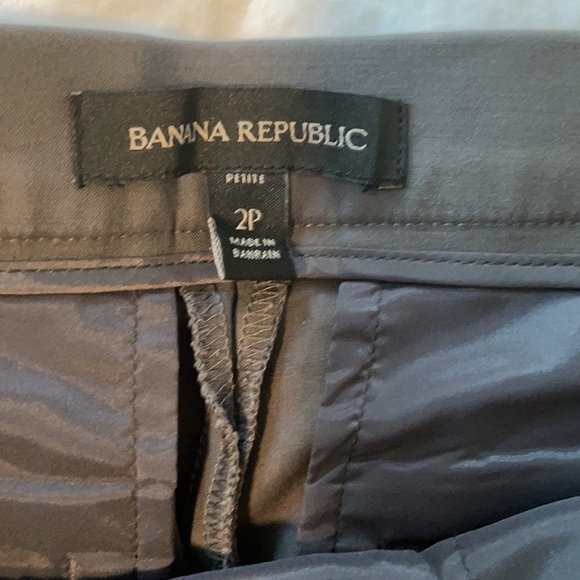 BANANA REPUBLIC
PETITE
2P
MADE IN
BAHRAIN